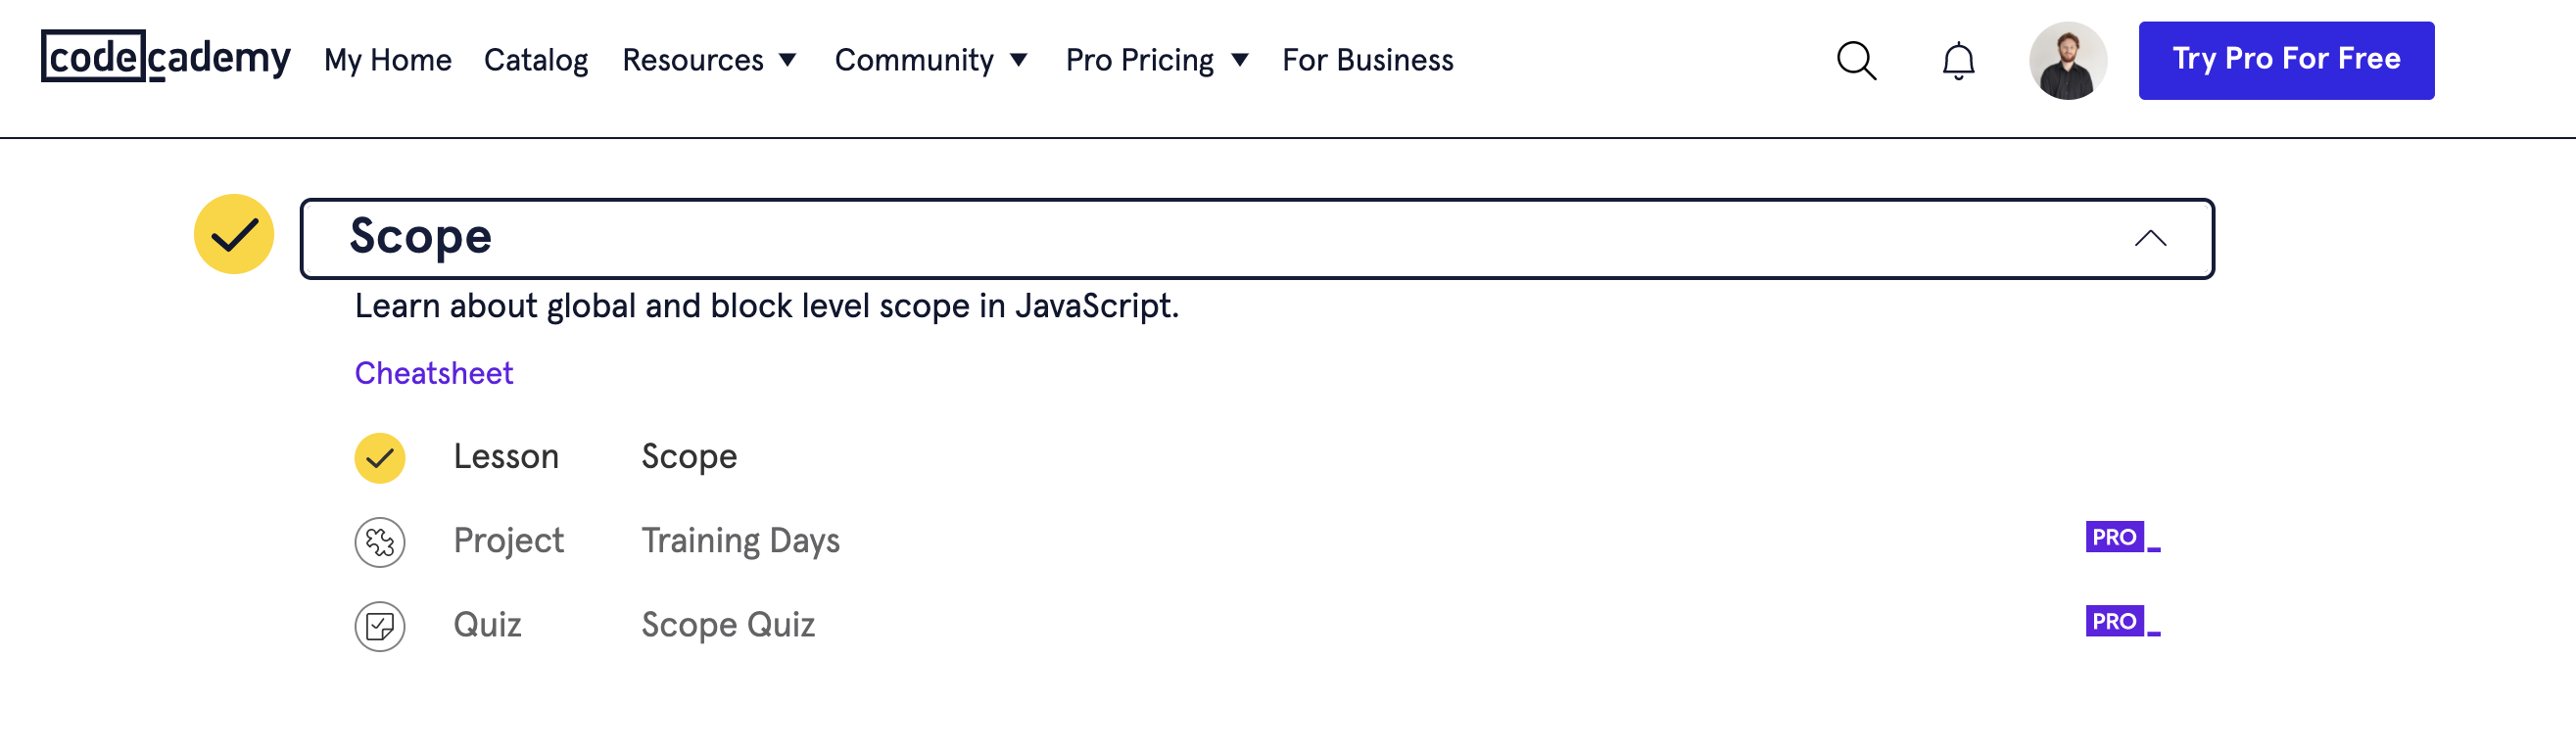 codecademy My Home Catalog Resources Community Pro Pricing For Business Try Pro For Free
Scope
Learn about global and block level scope in JavaScript.
Cheatsheet
Lesson Scope
Project Training Days PRO
Quiz Scope Quiz PRO